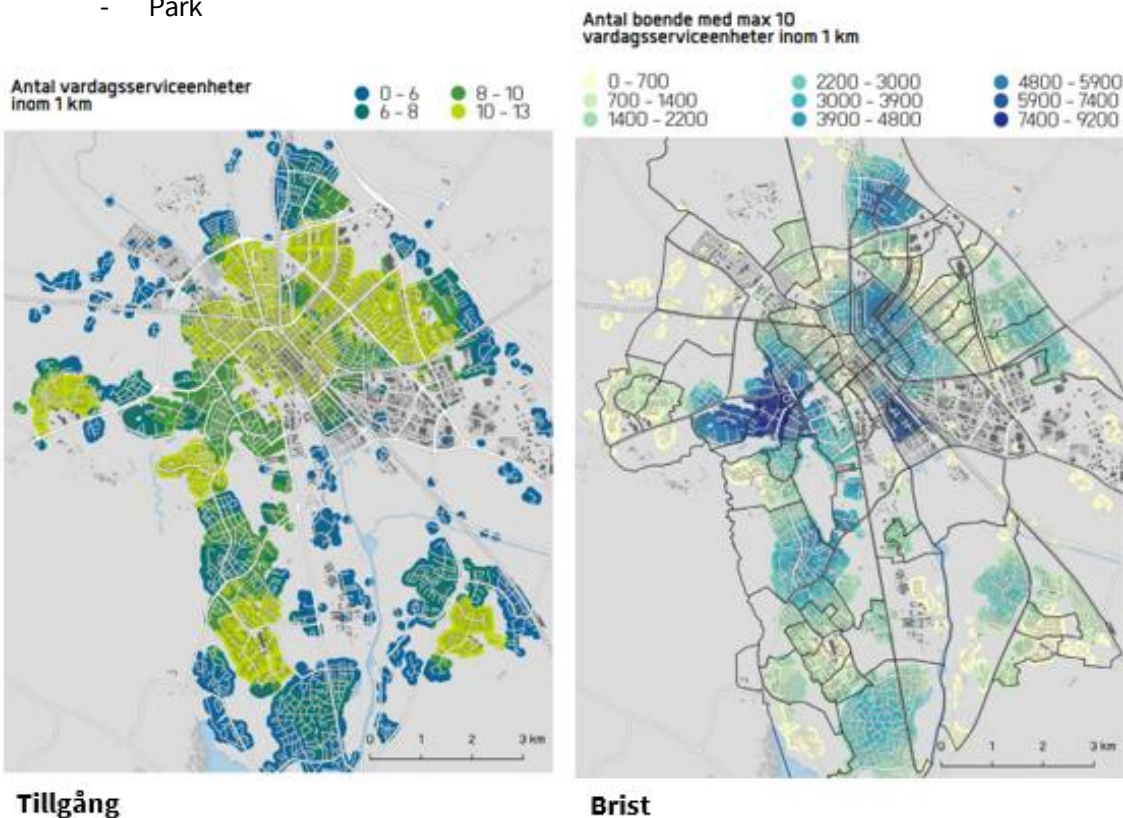 - Park
Antal vardagsserviceenheter
inom 1 km
0 - 6
8 - 10
6 - 8
10 - 13
0
1
2
3 km
Tillgång
Antal boende med max 10
vardagsserviceenheter inom 1 km
0 - 700
2200 - 3000
4800 - 5900
700 - 1400
3000 - 3900
5900 - 7400
1400 - 2200
3900 - 4800
7400 - 9200
0
1
2
3 km
Brist